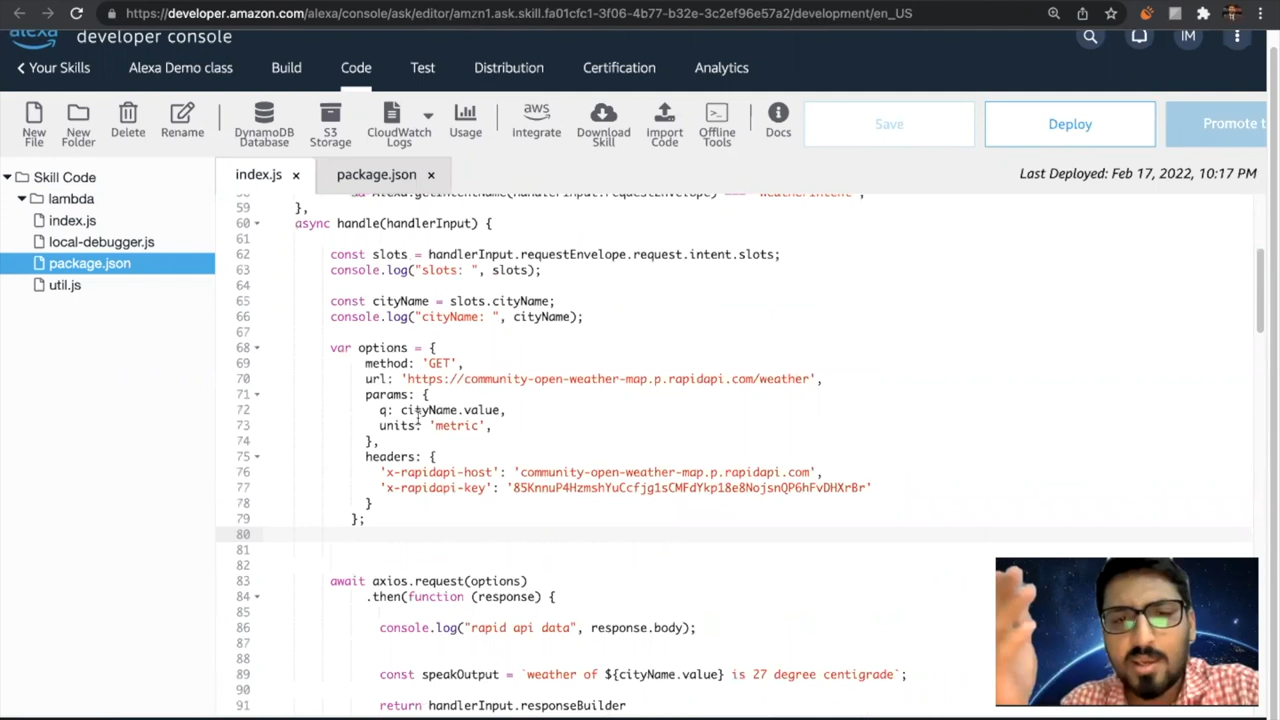 https://developer.amazon.com/alexa/console/ask/editor/amzn1.ask.skill.fa01cfc1-3f06-4b77-b32e-3c2ef96e57a2/development/en_US
alexa
developer console
IM
Your Skills
Alexa Demo class
Build
Code
Test
Distribution
Certification
Analytics
New File
New Folder
Delete
Rename
DynamoDB Database
S3 Storage
CloudWatch Logs
Usage
aws Integrate
Download Skill
Import Code
Offline Tools
Docs
Save
Deploy
Promote t
Skill Code
lambda
index.js
local-debugger.js
package.json
util.js
index.js ×
package.json ×
Last Deployed: Feb 17, 2022, 10:17 PM
&& Alexa.getIntentName(handlerInput.requestEnvelope) === 'WeatherIntent';
59 },
60 async handle(handlerInput) {
61
62 const slots = handlerInput.requestEnvelope.request.intent.slots;
63 console.log("slots: ", slots);
64
65 const cityName = slots.cityName;
66 console.log("cityName: ", cityName);
67
68 var options = {
69 method: 'GET',
70 url: 'https://community-open-weather-map.p.rapidapi.com/weather',
71 params: {
72 q: cityName.value,
73 units: 'metric',
74 },
75 headers: {
76 'x-rapidapi-host': 'community-open-weather-map.p.rapidapi.com',
77 'x-rapidapi-key': '85KnnuP4HzmshYuCcfjg1sCMFdYkp18e8NojsnQP6hFvDHXrBr'
78 }
79 };
80
81
82
83 await axios.request(options)
84 .then(function (response) {
85
86 console.log("rapid api data", response.body);
87
88
89 const speakOutput = `weather of ${cityName.value} is 27 degree centigrade`;
90
91 return handlerInput.responseBuilder